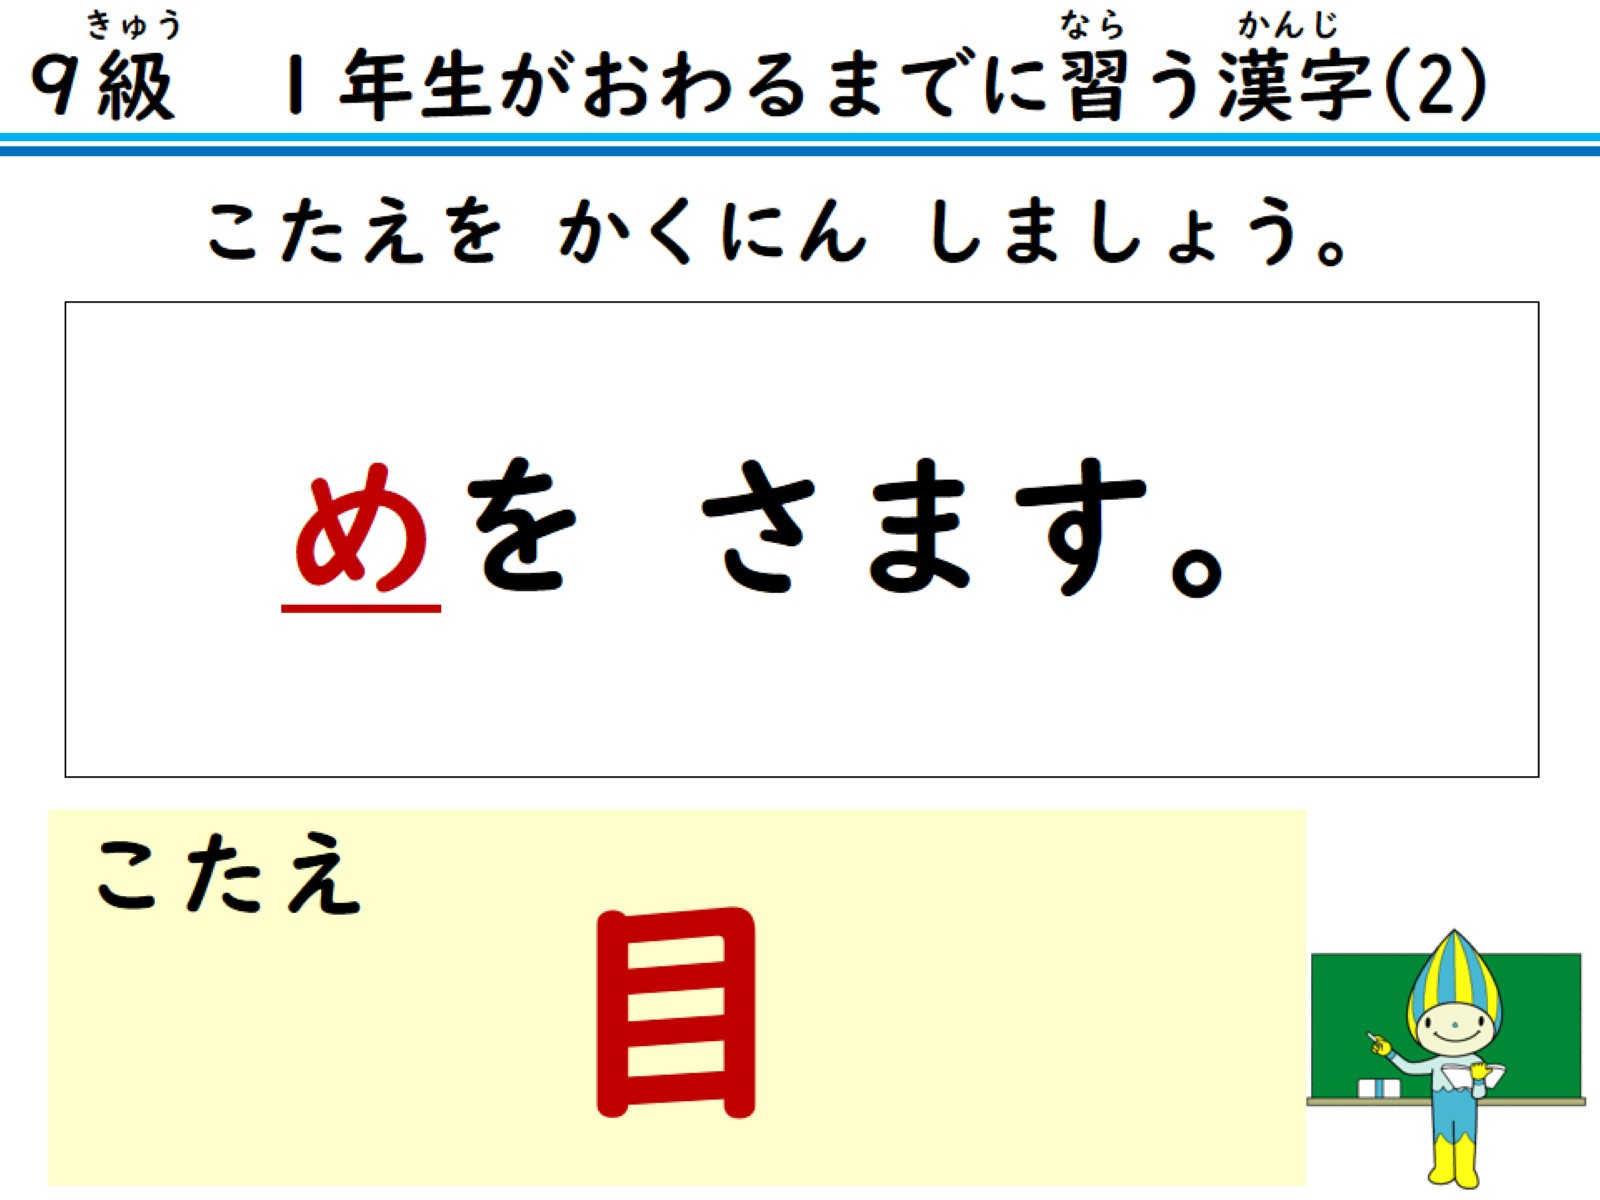 きゅう なら かんじ
9級 1年生がおわるまでに習う漢字(2)
こたえを かくにん しましょう。
めを さます。
こたえ
目